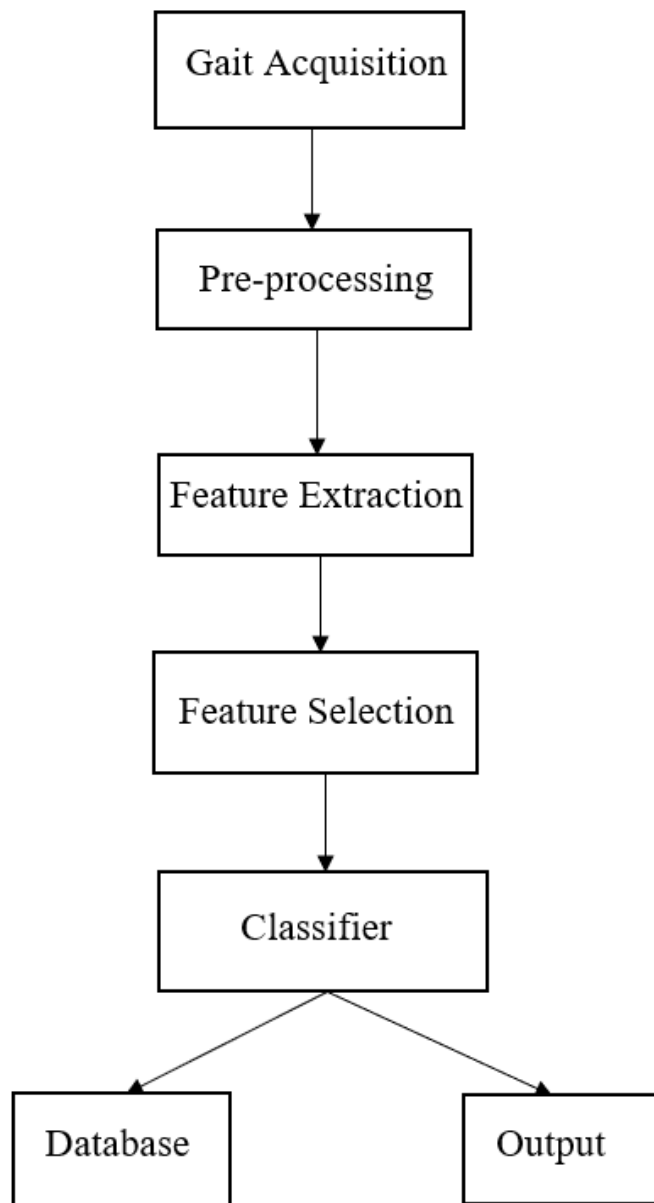 Gait Acquisition
Pre-processing
Feature Extraction
Feature Selection
Classifier
Database
Output